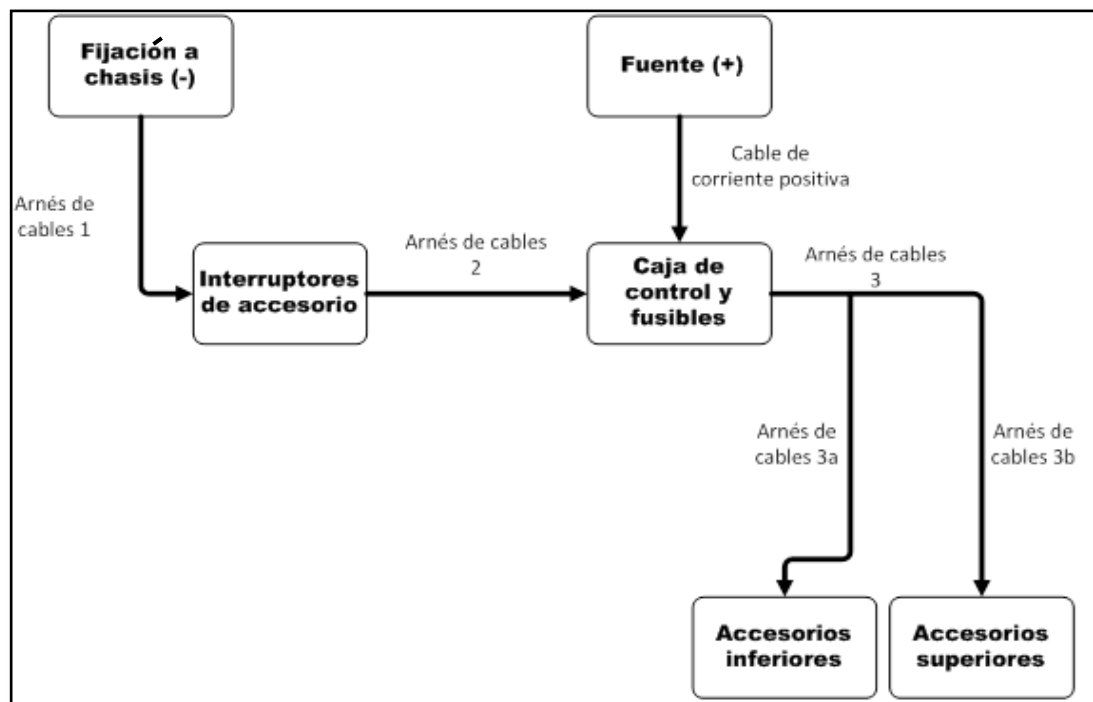 Fijación a
chasis (-)
Fuente (+)
Cable de
corriente positiva
Arnés de
cables 1
Interruptores
de accesorio
Arnés de cables
2
Caja de
control y
fusibles
Arnés de cables
3
Arnés de
cables 3a
Arnés de
cables 3b
Accesorios
inferiores
Accesorios
superiores